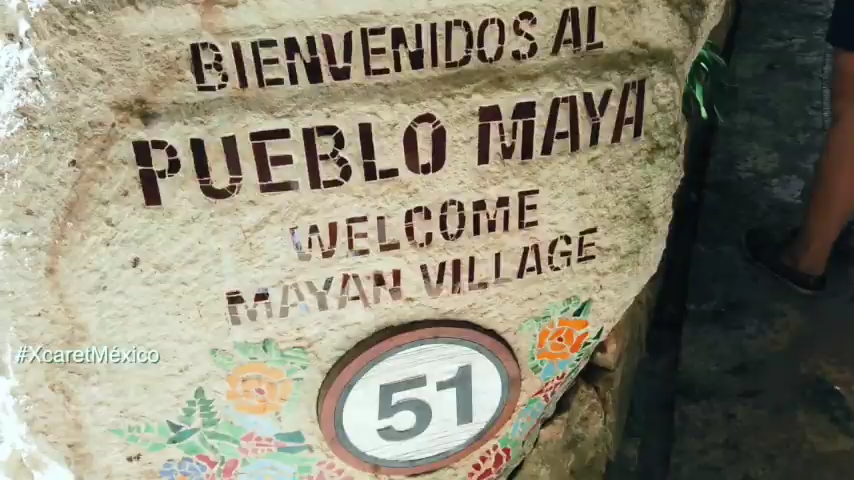 BIENVENIDOS AL
PUEBLO MAYA
WELCOME
MAYAN VILLAGE
#XcaretMéxico
51